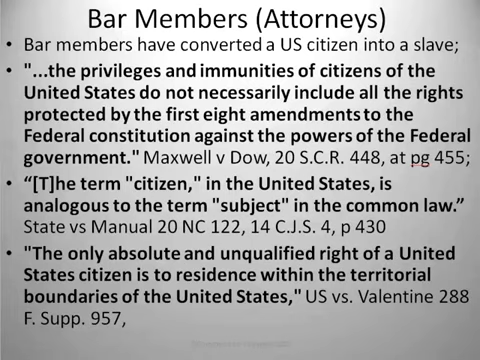 Bar Members (Attorneys)
• Bar members have converted a US citizen into a slave;
• "...the privileges and immunities of citizens of the
United States do not necessarily include all the rights
protected by the first eight amendments to the
Federal constitution against the powers of the Federal
government." Maxwell v Dow, 20 S.C.R. 448, at pg 455;
• “[T]he term "citizen," in the United States, is
analogous to the term "subject" in the common law.”
State vs Manual 20 NC 122, 14 C.J.S. 4, p 430
• "The only absolute and unqualified right of a United
States citizen is to residence within the territorial
boundaries of the United States," US vs. Valentine 288
F. Supp. 957,